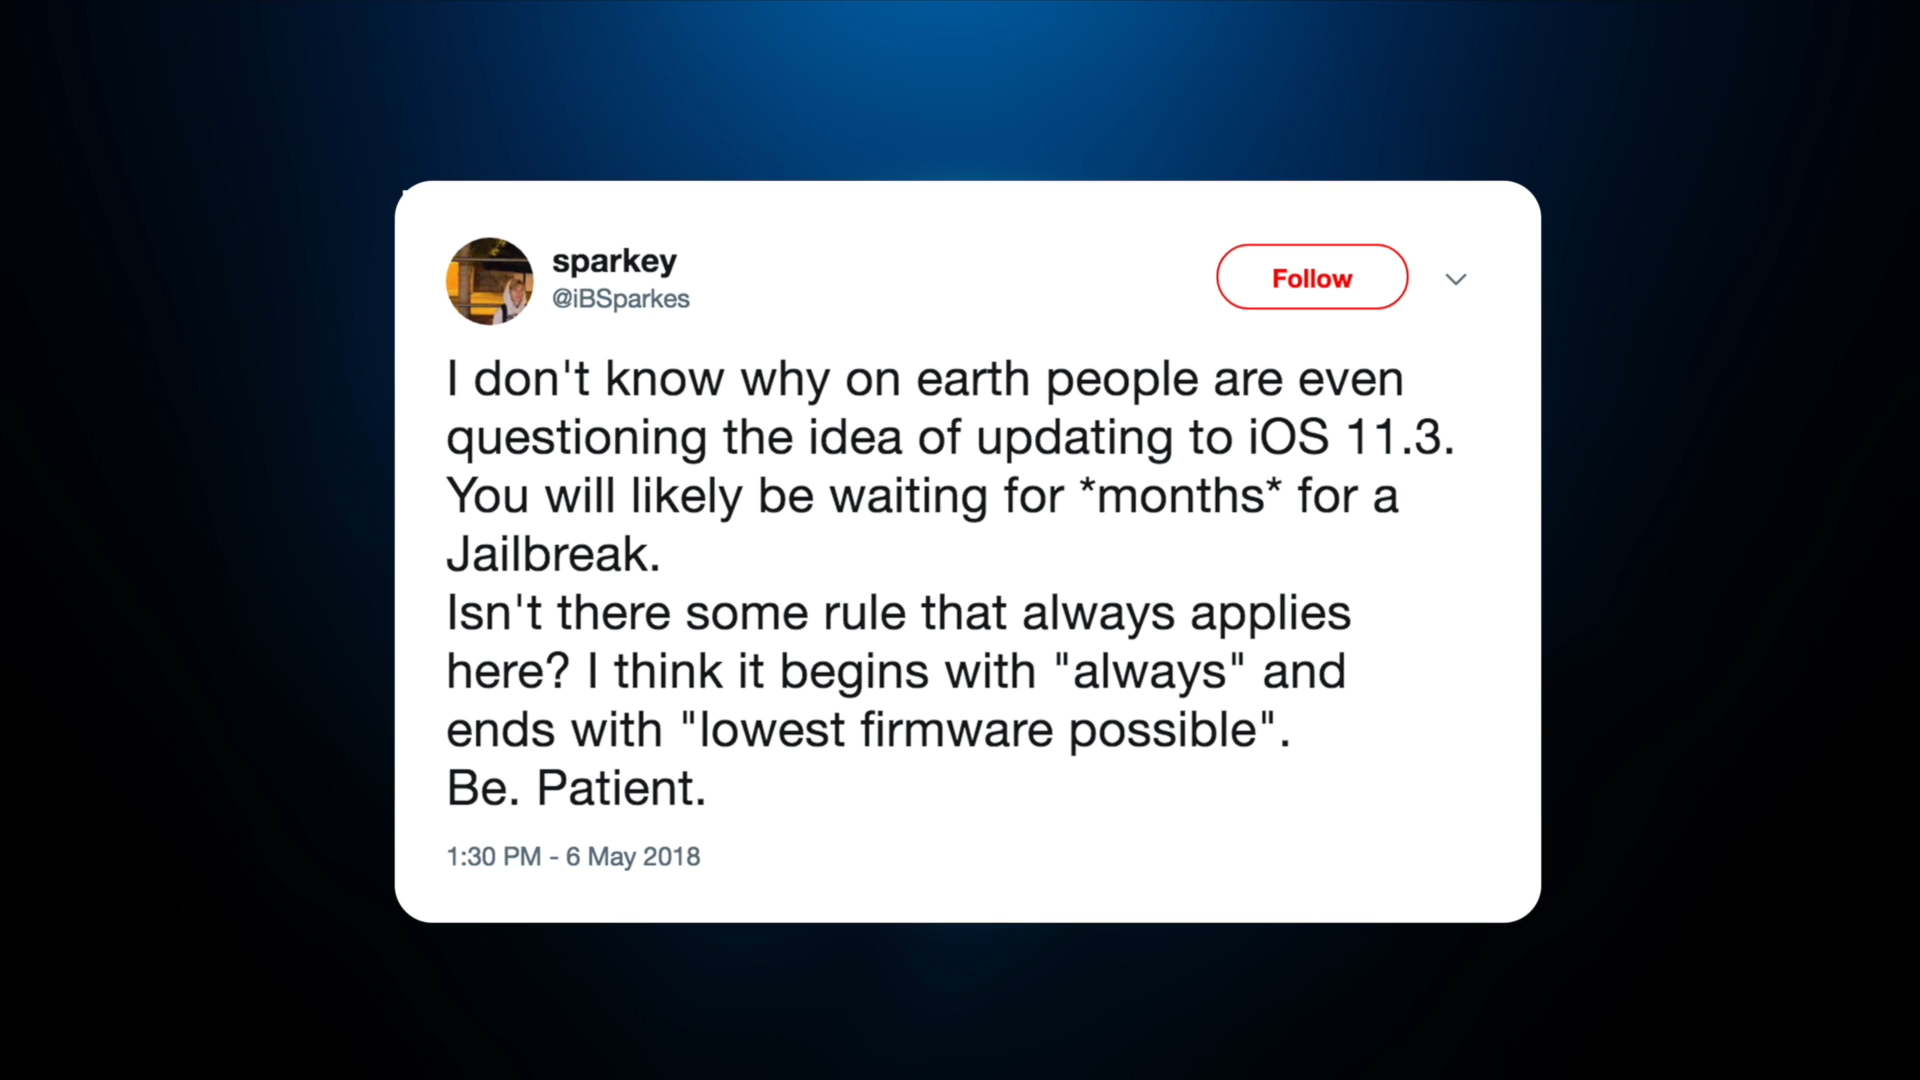 sparkey
@iBSparkes
Follow
I don't know why on earth people are even
questioning the idea of updating to iOS 11.3.
You will likely be waiting for *months* for a
Jailbreak.
Isn't there some rule that always applies
here? I think it begins with "always" and
ends with "lowest firmware possible".
Be. Patient.
1:30 PM - 6 May 2018